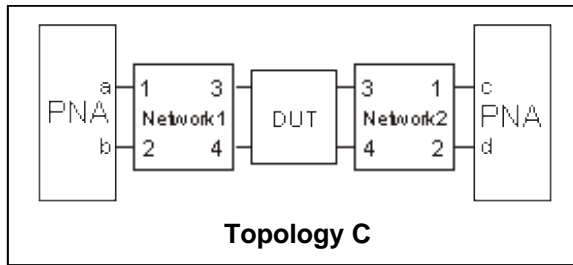 a 1 3 3 1 c
PNA Network1 DUT Network2 PNA
b 2 4 4 2 d
Topology C